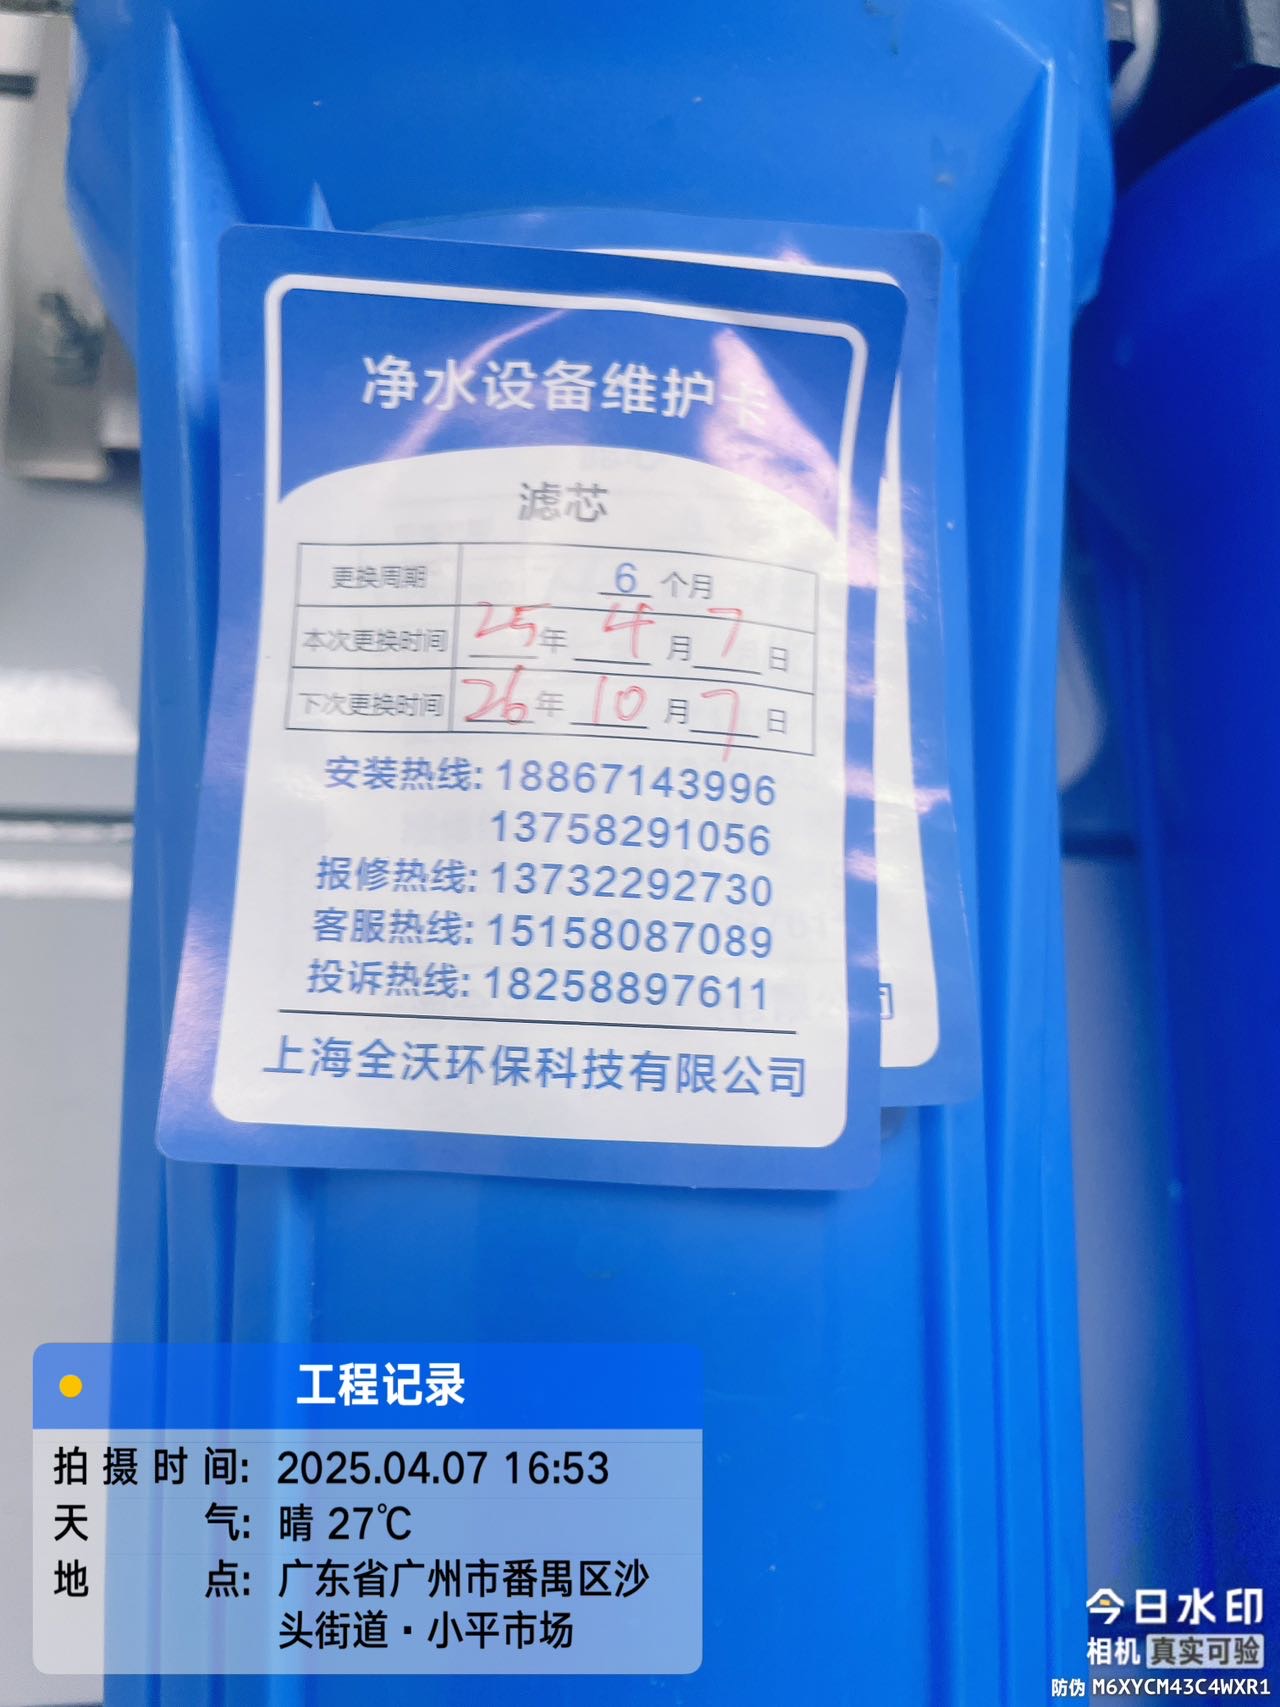 净水设备维护卡
滤芯
更换周期 6 个月
本次更换时间 25年 4 月 7 日
下次更换时间 26年 10 月 7 日
安装热线: 18867143996
13758291056
报修热线: 13732292730
客服热线: 15158087089
投诉热线: 18258897611
上海全沃环保科技有限公司
司
工程记录
拍摄时间: 2025.04.07 16:53
天气: 晴 27℃
地点: 广东省广州市番禺区沙
头街道·小平市场
今日水印
相机 真实可验
防伪 M6XYCM43C4WXR1